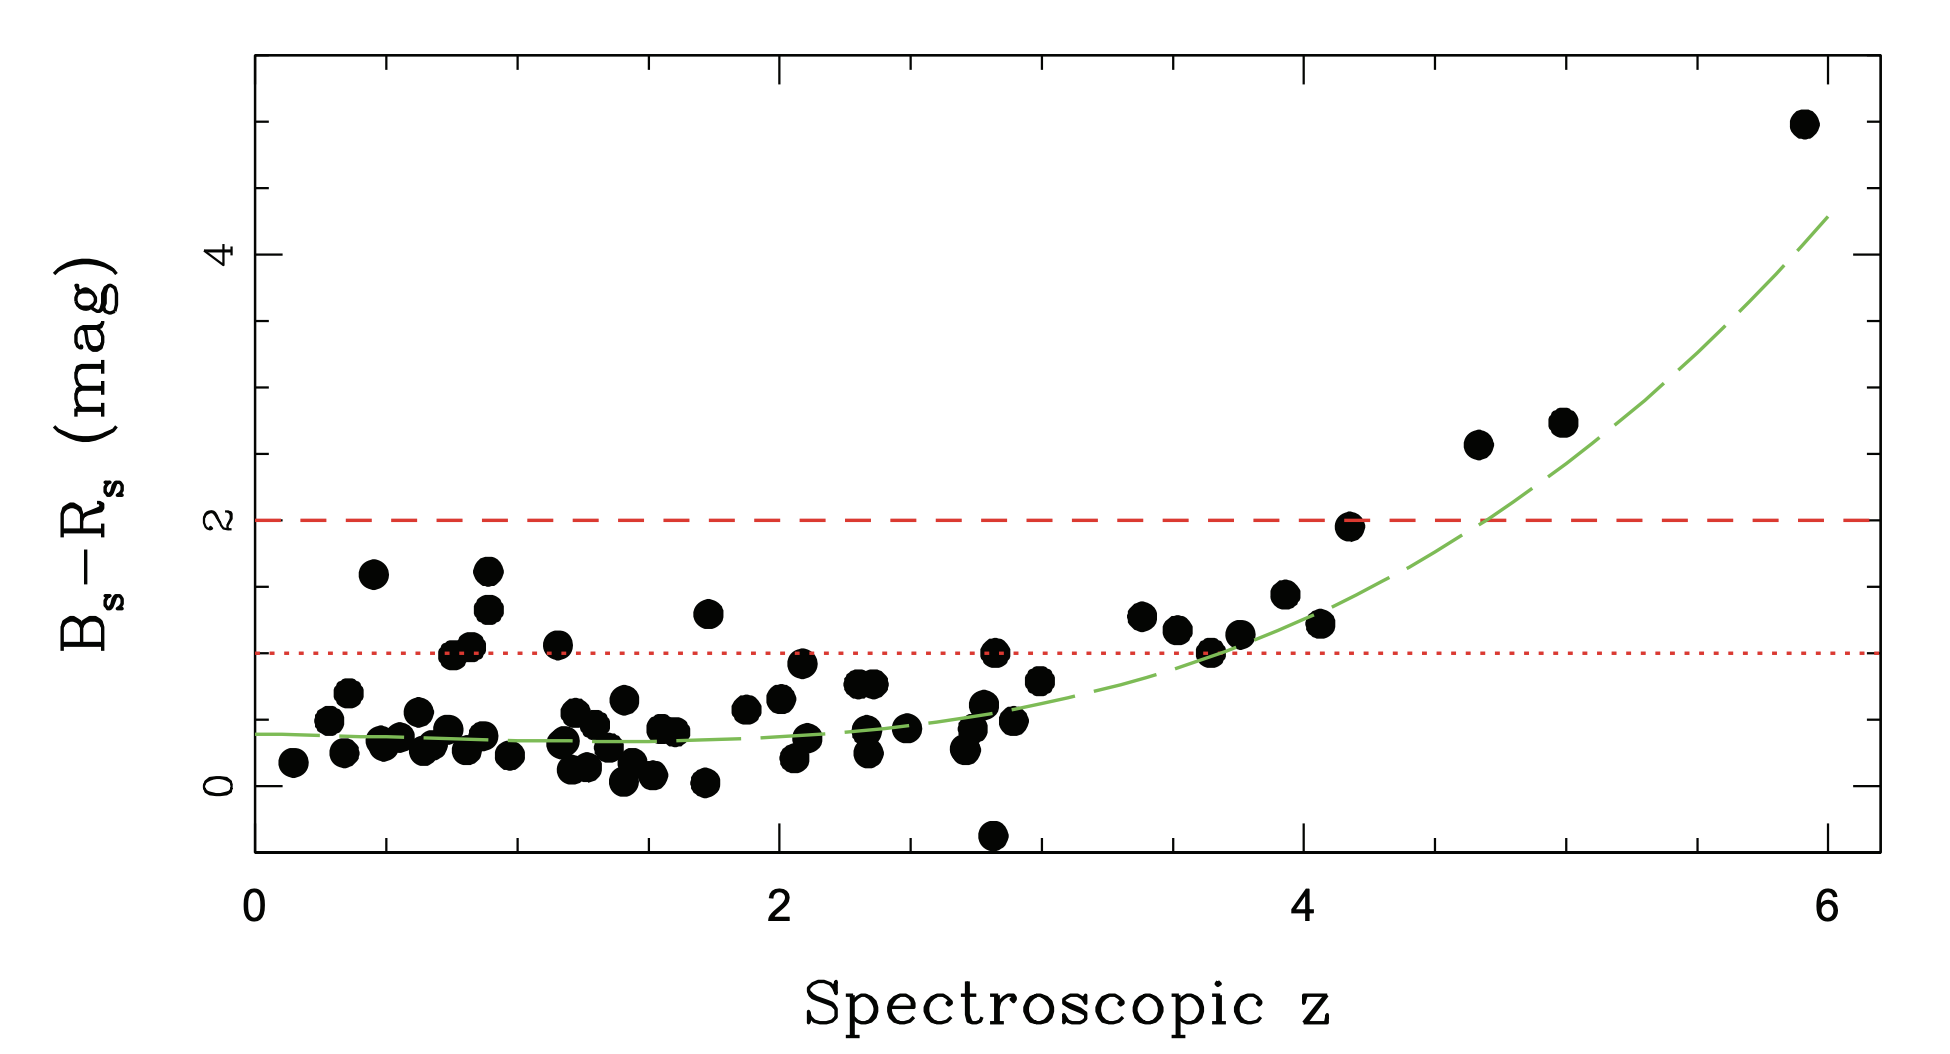 B_s−R_s (mag)
4
2
0
0 2 4 6
Spectroscopic z